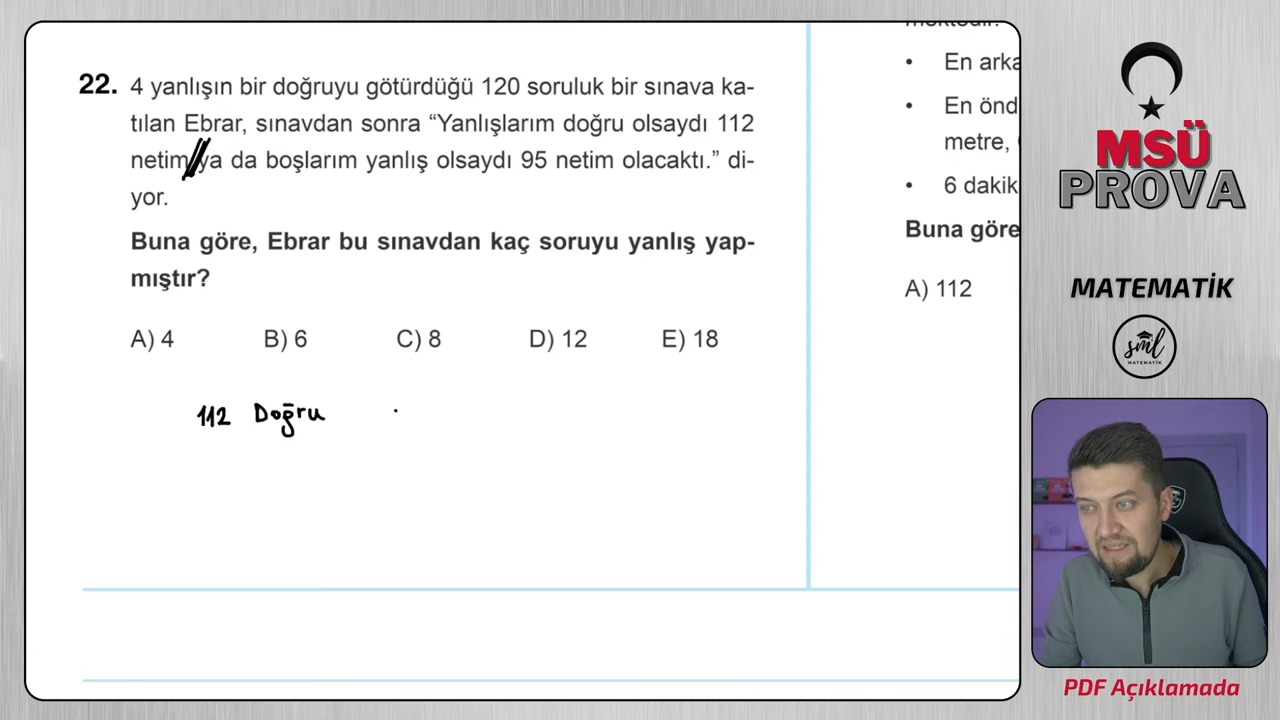 22. 4 yanlışın bir doğruyu götürdüğü 120 soruluk bir sınava ka-
tılan Ebrar, sınavdan sonra “Yanlışlarım doğru olsaydı 112
netim ya da boşlarım yanlış olsaydı 95 netim olacaktı.” di-
yor.
Buna göre, Ebrar bu sınavdan kaç soruyu yanlış yap-
mıştır?
A) 4 B) 6 C) 8 D) 12 E) 18
112 Doğru
• En arka
• En önd
metre,
• 6 dakik
Buna göre
A) 112
MSÜ
PROVA
MATEMATİK
sml
MATEMATİK
PDF Açıklamada